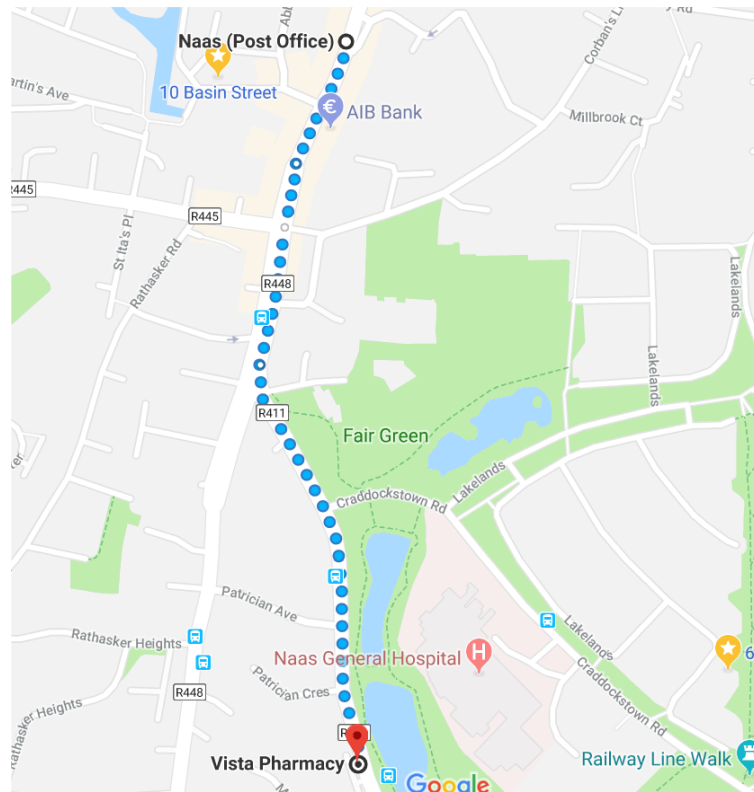 Naas (Post Office)
10 Basin Street
AIB Bank
Millbrook Ct
R445
R445
St Ita's Pl
Rathasker Rd
R448
Lakelands
Lakelands
R411
Fair Green
Lakelands
Craddockstown Rd
Patrician Ave
Rathasker Heights
Naas General Hospital
H
Lakelands
6
Patrician Cres
R448
Craddockstown Rd
Rathasker Heights
Vista Pharmacy
Railway Line Walk
Google